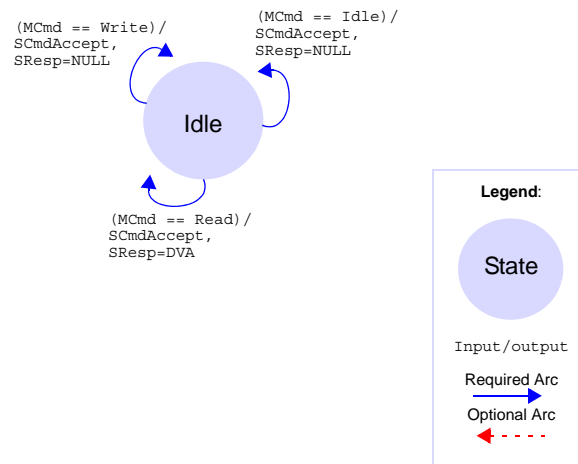 (MCmd == Write)/
SCmdAccept,
SResp=NULL
(MCmd == Idle)/
SCmdAccept,
SResp=NULL
Idle
(MCmd == Read)/
SCmdAccept,
SResp=DVA
Legend:
State
Input/output
Required Arc
Optional Arc